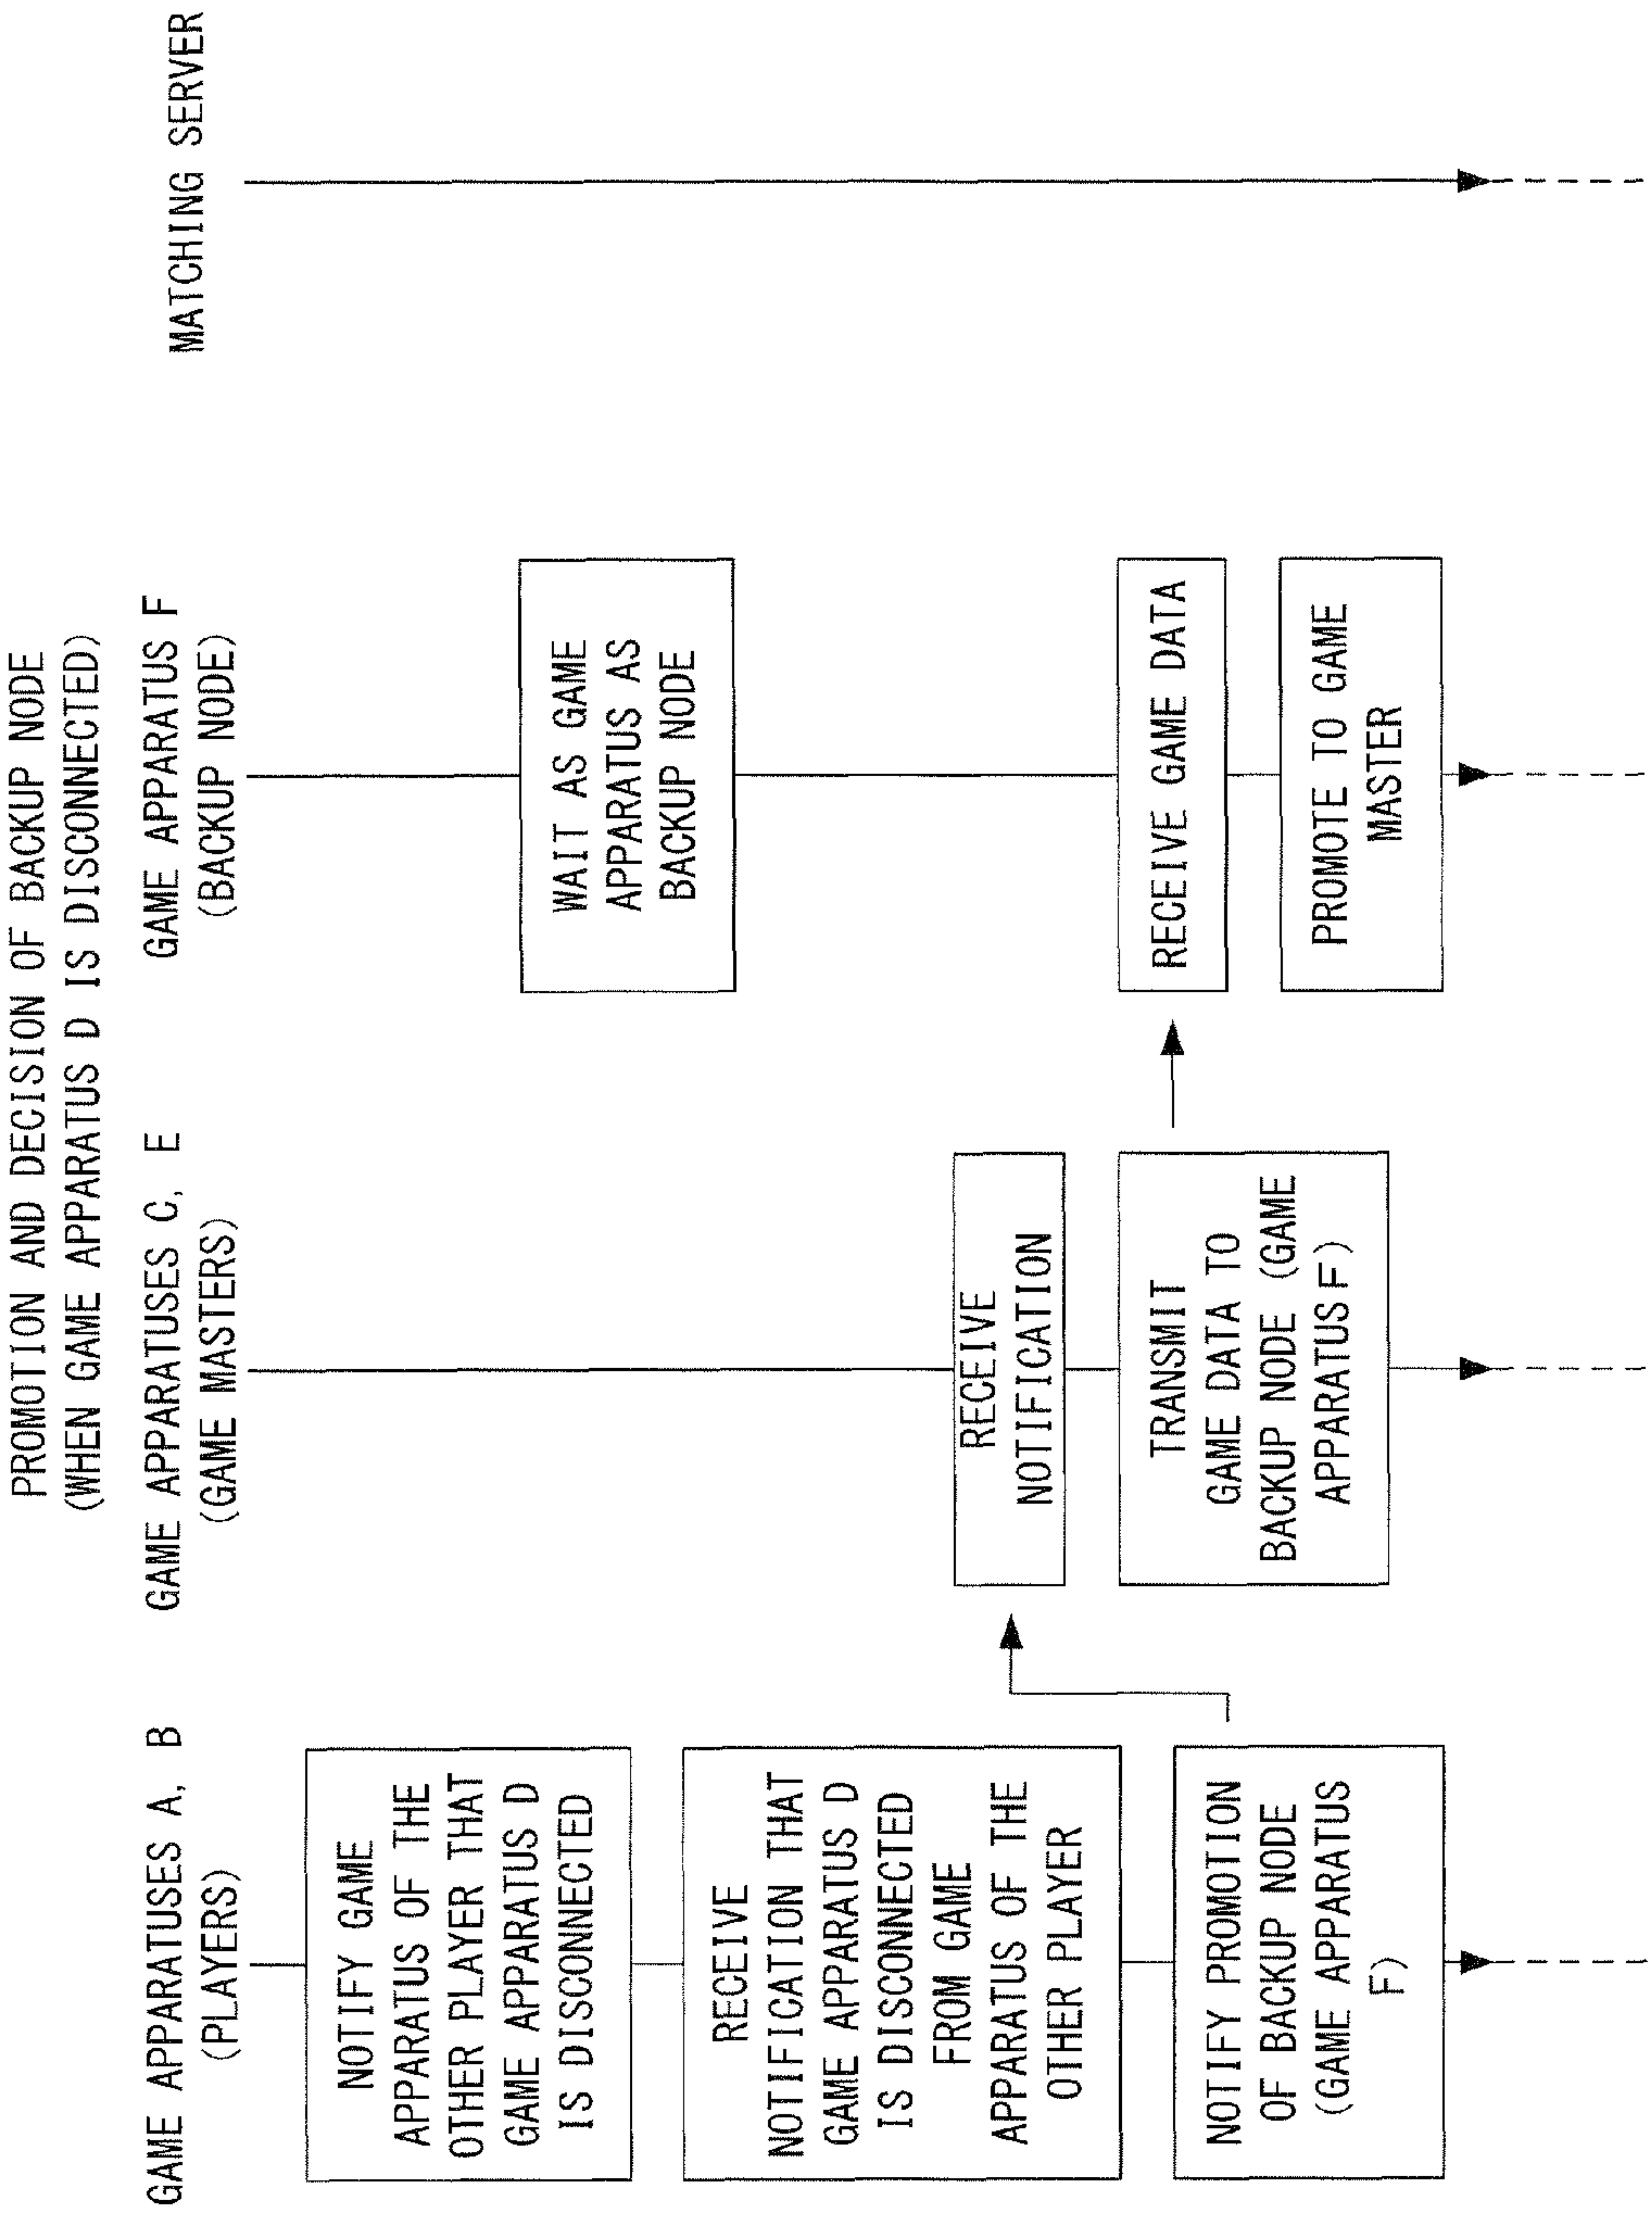 PROMOTION AND DECISION OF BACKUP NODE
(WHEN GAME APPARATUS D IS DISCONNECTED)
GAME APPARATUSES A, B
(PLAYERS)
GAME APPARATUSES C, E
(GAME MASTERS)
GAME APPARATUS F
(BACKUP NODE)
MATCHING SERVER
NOTIFY GAME
APPARATUS OF THE
OTHER PLAYER THAT
GAME APPARATUS D
IS DISCONNECTED
RECEIVE
NOTIFICATION THAT
GAME APPARATUS D
IS DISCONNECTED
FROM GAME
APPARATUS OF THE
OTHER PLAYER
NOTIFY PROMOTION
OF BACKUP NODE
(GAME APPARATUS
F)
RECEIVE
NOTIFICATION
TRANSMIT
GAME DATA TO
BACKUP NODE (GAME
APPARATUS F)
WAIT AS GAME
APPARATUS AS
BACKUP NODE
RECEIVE GAME DATA
PROMOTE TO GAME
MASTER